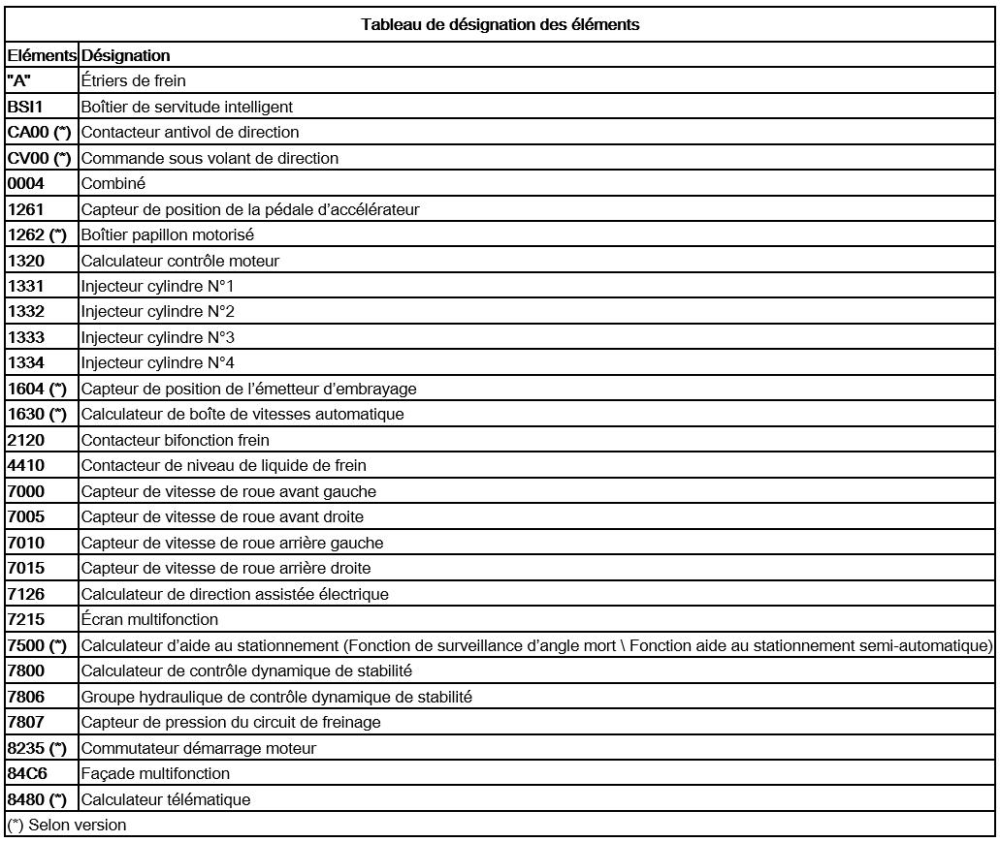 Tableau de désignation des éléments
Eléments Désignation
"A" Étriers de frein
BSI1 Boîtier de servitude intelligent
CA00 (*) Contacteur antivol de direction
CV00 (*) Commande sous volant de direction
0004 Combiné
1261 Capteur de position de la pédale d’accélérateur
1262 (*) Boîtier papillon motorisé
1320 Calculateur contrôle moteur
1331 Injecteur cylindre N°1
1332 Injecteur cylindre N°2
1333 Injecteur cylindre N°3
1334 Injecteur cylindre N°4
1604 (*) Capteur de position de l’émetteur d’embrayage
1630 (*) Calculateur de boîte de vitesses automatique
2120 Contacteur bifonction frein
4410 Contacteur de niveau de liquide de frein
7000 Capteur de vitesse de roue avant gauche
7005 Capteur de vitesse de roue avant droite
7010 Capteur de vitesse de roue arrière gauche
7015 Capteur de vitesse de roue arrière droite
7126 Calculateur de direction assistée électrique
7215 Écran multifonction
7500 (*) Calculateur d’aide au stationnement (Fonction de surveillance d’angle mort \ Fonction aide au stationnement semi-automatique)
7800 Calculateur de contrôle dynamique de stabilité
7806 Groupe hydraulique de contrôle dynamique de stabilité
7807 Capteur de pression du circuit de freinage
8235 (*) Commutateur démarrage moteur
84C6 Façade multifonction
8480 (*) Calculateur télématique
(*) Selon version